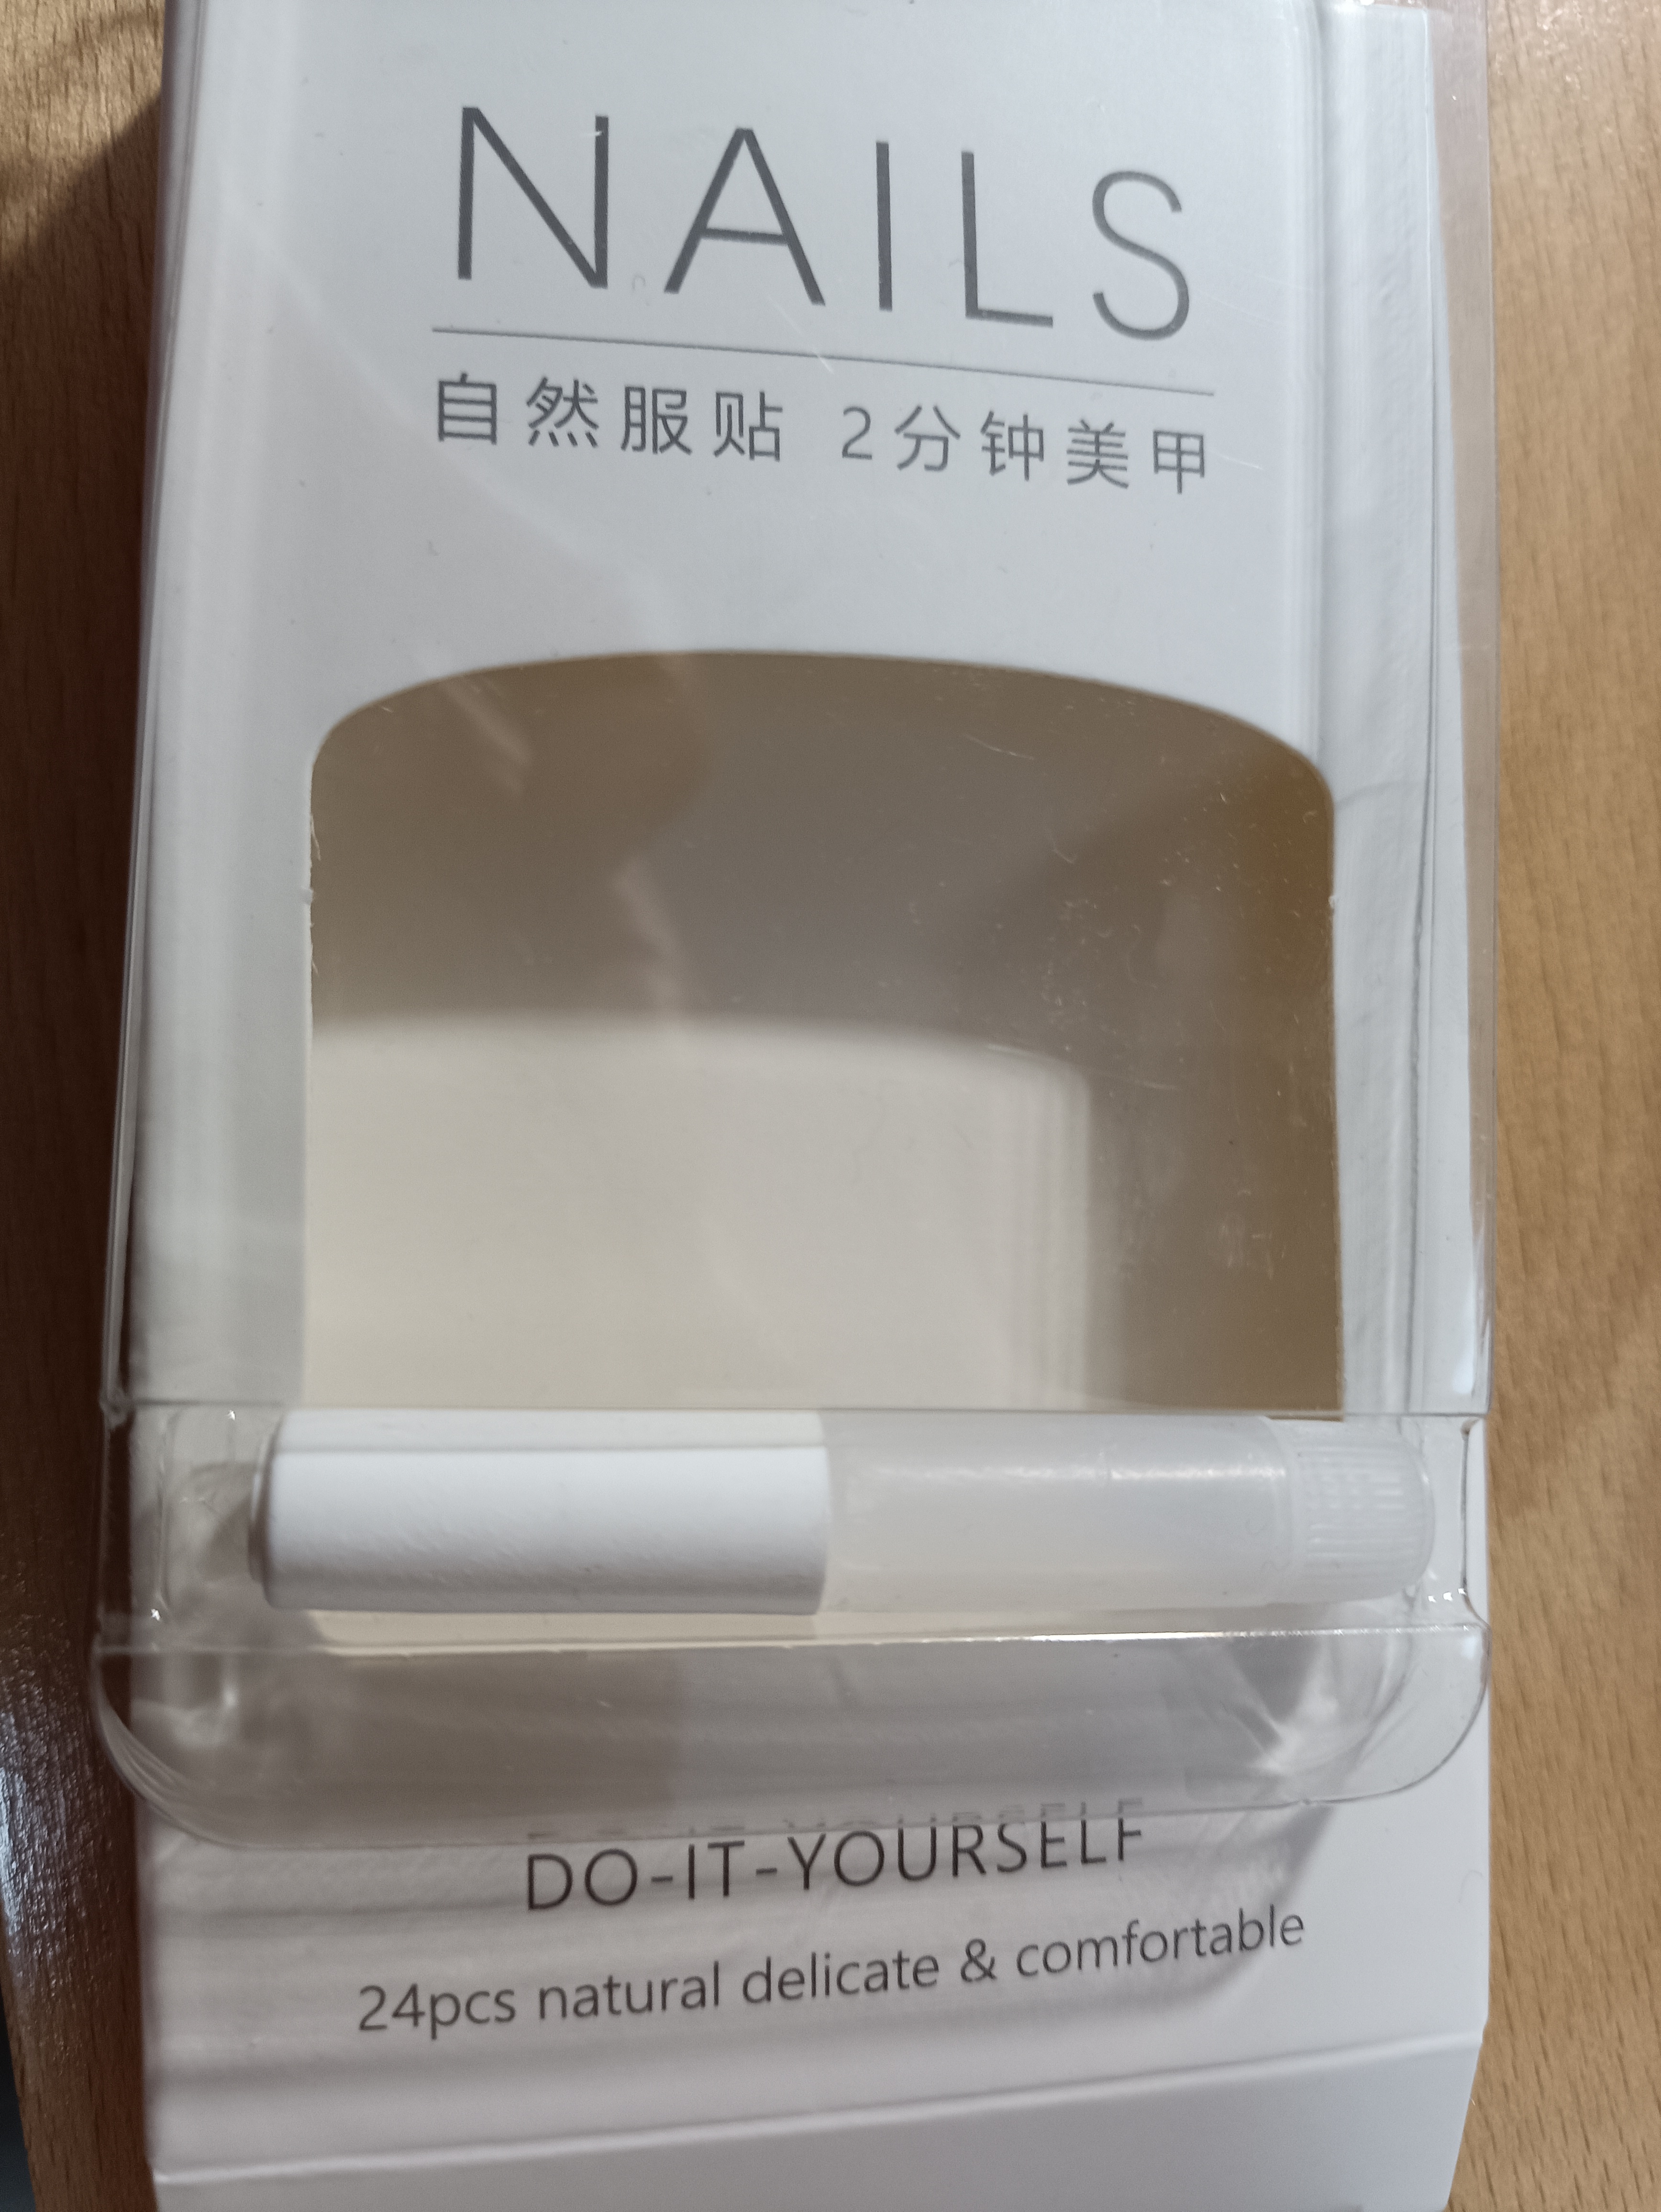 NAILS
自然服贴 2分钟美甲
DO-IT-YOURSELF
24pcs natural delicate & comfortable